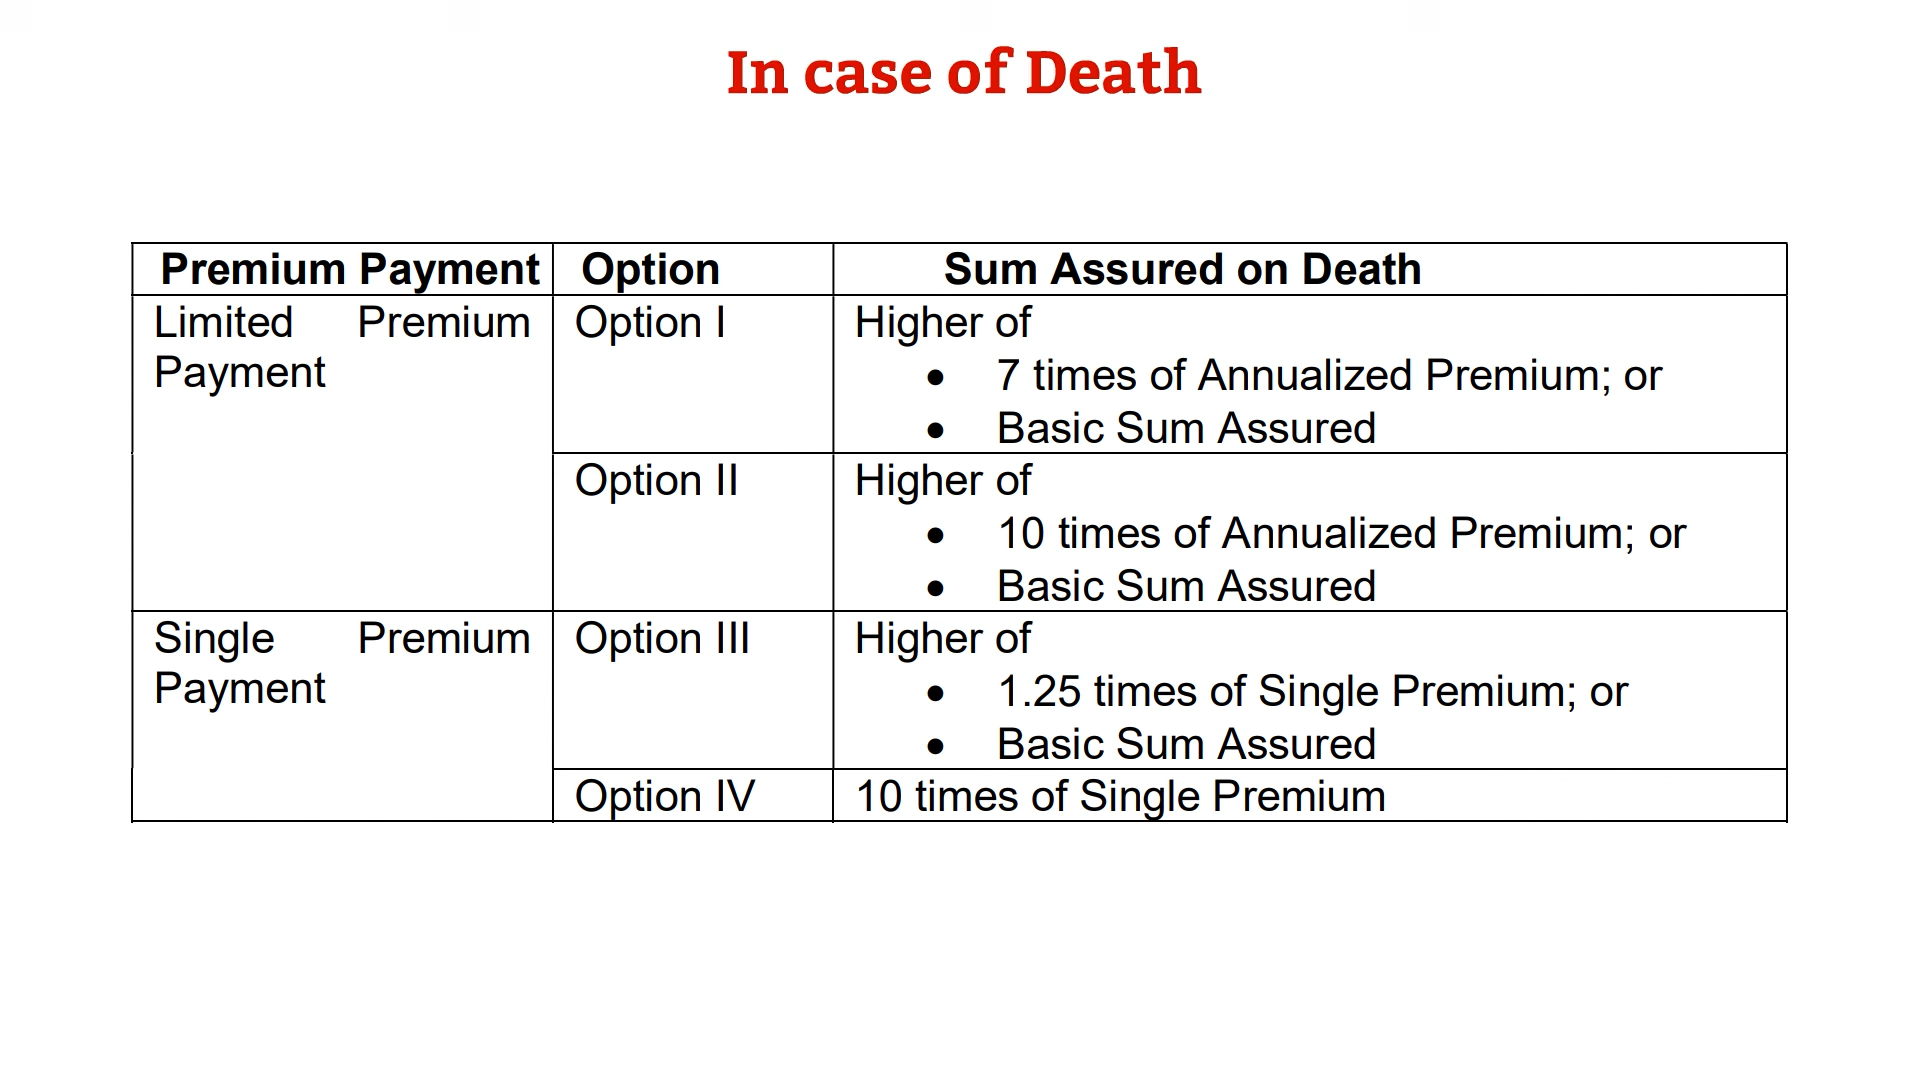 In case of Death
Premium Payment Option Sum Assured on Death
Limited Premium Payment
Option I
Higher of
• 7 times of Annualized Premium; or
• Basic Sum Assured
Option II
Higher of
• 10 times of Annualized Premium; or
• Basic Sum Assured
Single Premium Payment
Option III
Higher of
• 1.25 times of Single Premium; or
• Basic Sum Assured
Option IV
10 times of Single Premium